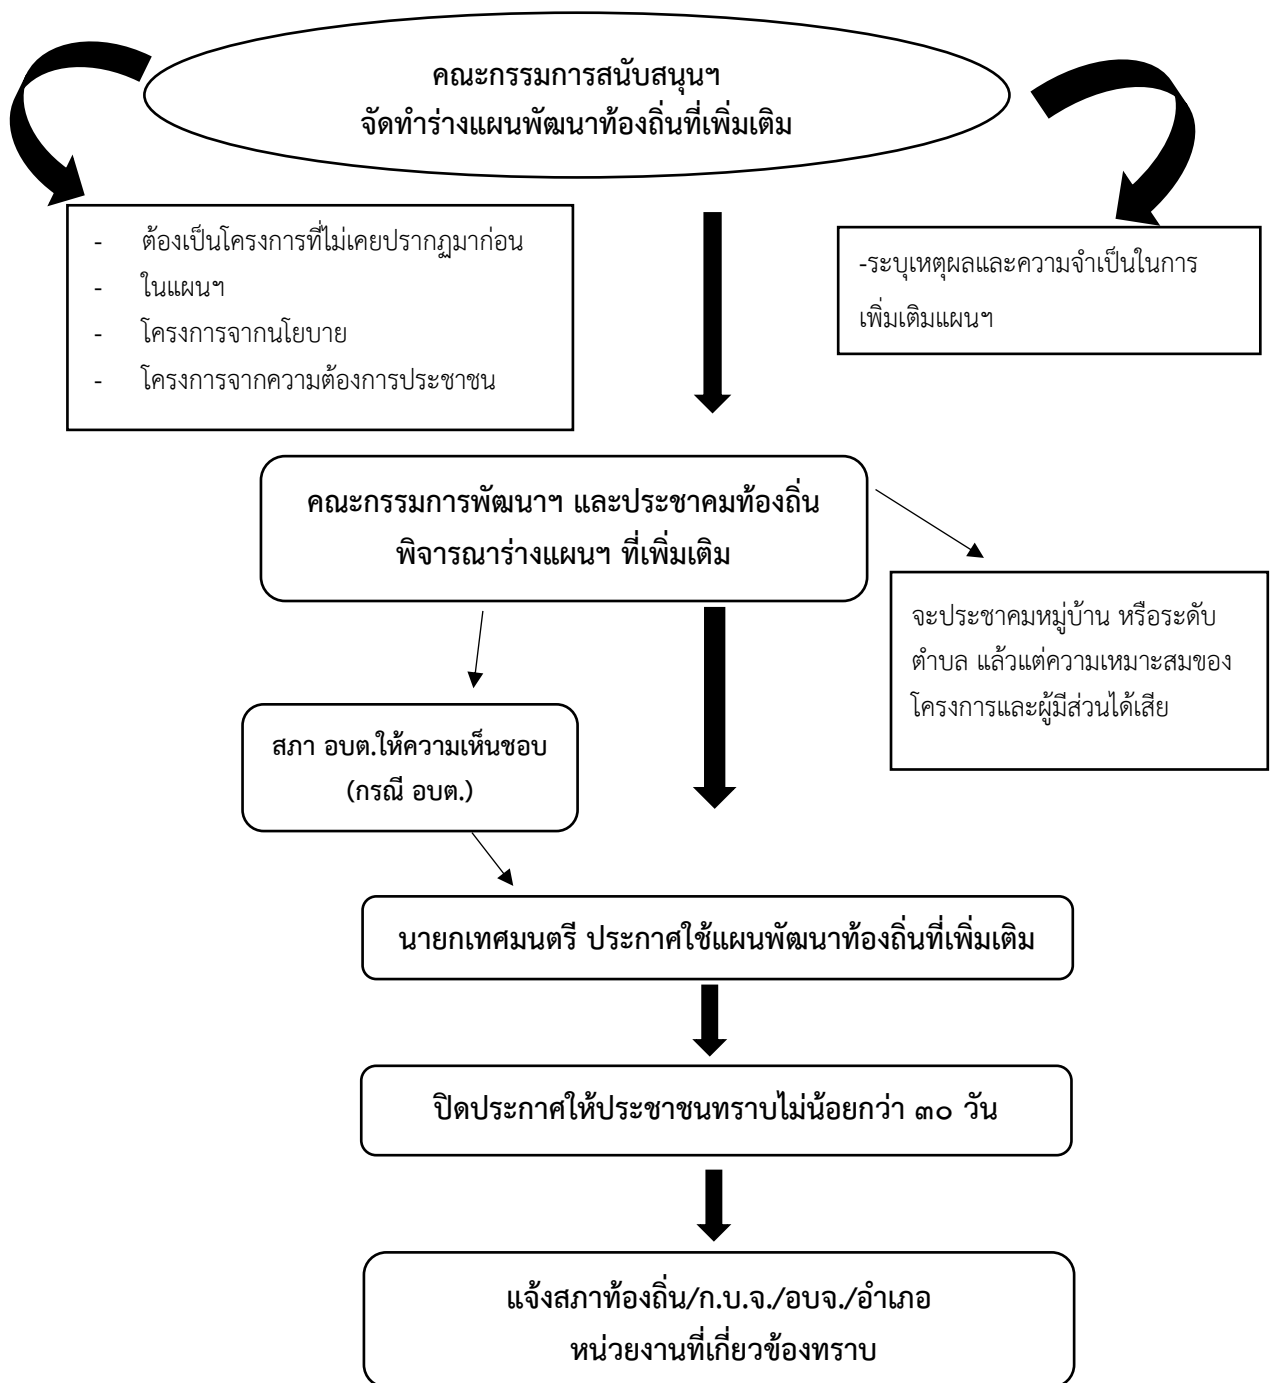 คณะกรรมการสนับสนุนฯ
จัดทำร่างแผนพัฒนาท้องถิ่นที่เพิ่มเติม
- ต้องเป็นโครงการที่ไม่เคยปรากฏมาก่อน
- ในแผนฯ
- โครงการจากนโยบาย
- โครงการจากความต้องการประชาชน
-ระบุเหตุผลและความจำเป็นในการ
เพิ่มเติมแผนฯ
คณะกรรมการพัฒนาฯ และประชาคมท้องถิ่น
พิจารณาร่างแผนฯ ที่เพิ่มเติม
จะประชาคมหมู่บ้าน หรือระดับ
ตำบล แล้วแต่ความเหมาะสมของ
โครงการและผู้มีส่วนได้เสีย
สภา อบต.ให้ความเห็นชอบ
(กรณี อบต.)
นายกเทศมนตรี ประกาศใช้แผนพัฒนาท้องถิ่นที่เพิ่มเติม
ปิดประกาศให้ประชาชนทราบไม่น้อยกว่า ๓๐ วัน
แจ้งสภาท้องถิ่น/ก.บ.จ./อบจ./อำเภอ
หน่วยงานที่เกี่ยวข้องทราบ